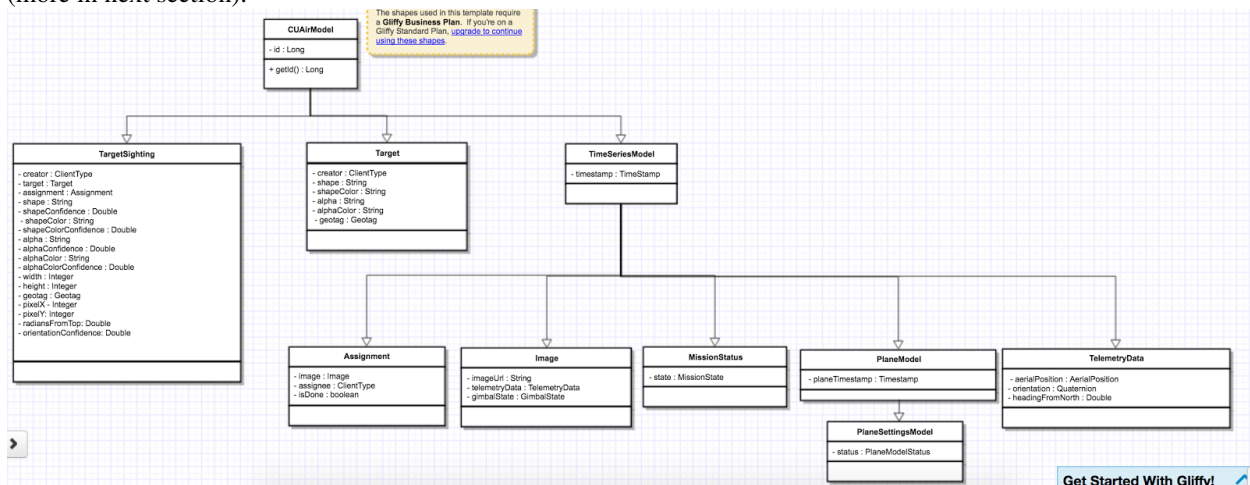 (more in next section).
The shapes used in this template require
a Gliffy Business Plan. If you're on a
Gliffy Standard Plan, upgrade to continue
using these shapes.
CUAirModel
- id : Long
+ getId() : Long
TargetSighting
- creator : ClientType
- target : Target
- assignment : Assignment
- shape : String
- shapeConfidence : Double
- shapeColor : String
- shapeColorConfidence : Double
- alpha : String
- alphaConfidence : Double
- alphaColor : String
- alphaColorConfidence : Double
- width : Integer
- height : Integer
- geotag : Geotag
- pixelX - Integer
- pixelY: Integer
- radiansFromTop: Double
- orientationConfidence: Double
Target
- creator : ClientType
- shape : String
- shapeColor : String
- alpha : String
- alphaColor : String
- geotag : Geotag
TimeSeriesModel
- timestamp : TimeStamp
Assignment
- image : Image
- assignee : ClientType
- isDone : boolean
Image
- imageUrl : String
- telemetryData : TelemetryData
- gimbalState : GimbalState
MissionStatus
- state : MissionState
PlaneModel
- planeTimestamp : Timestamp
TelemetryData
- aerialPosition : AerialPosition
- orientation : Quaternion
- headingFromNorth : Double
PlaneSettingsModel
- status : PlaneModelStatus
Get Started With Gliffy!